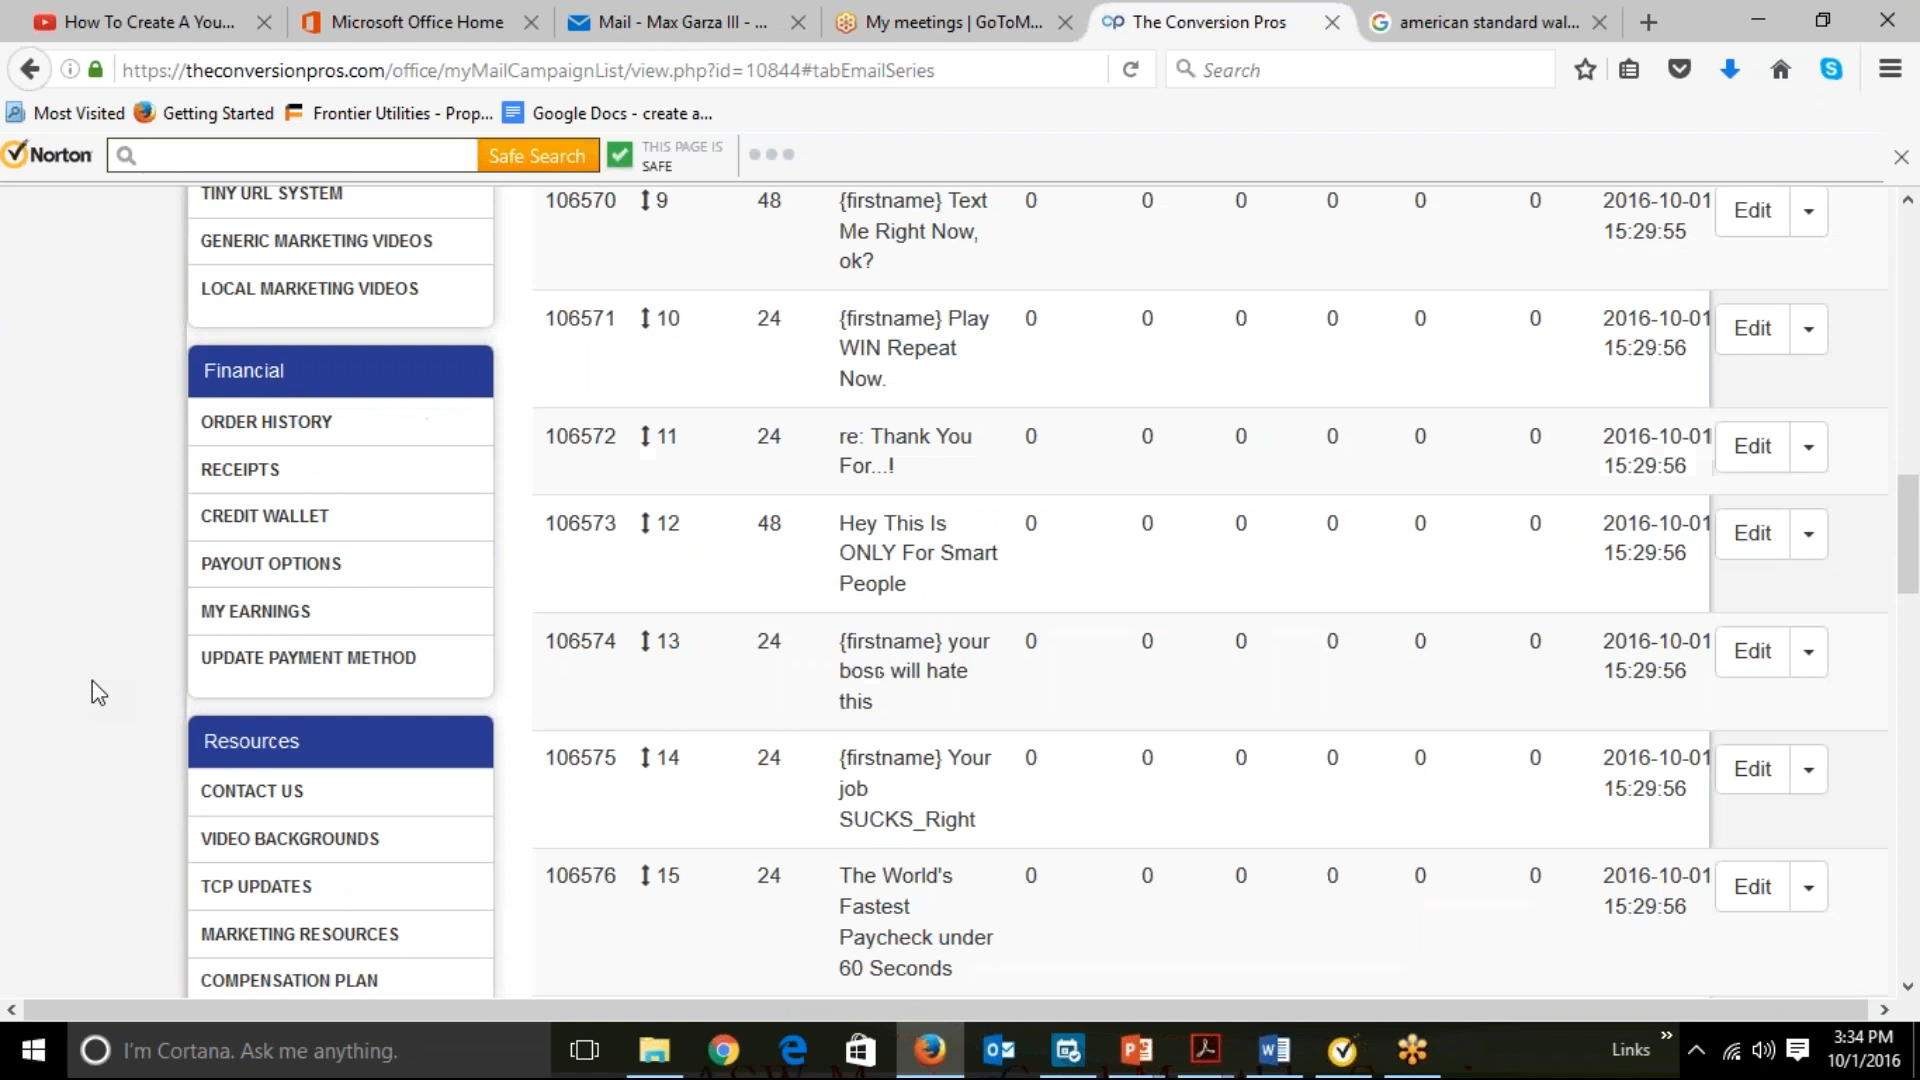 How To Create A You...
Microsoft Office Home
Mail - Max Garza III - ...
My meetings | GoToM...
The Conversion Pros
american standard wal...
https://theconversionpros.com/office/myMailCampaignList/view.php?id=10844#tabEmailSeries
Search
Most Visited
Getting Started
Frontier Utilities - Prop...
Google Docs - create a...
Norton
Safe Search
THIS PAGE IS
SAFE
TINY URL SYSTEM
GENERIC MARKETING VIDEOS
LOCAL MARKETING VIDEOS
Financial
ORDER HISTORY
RECEIPTS
CREDIT WALLET
PAYOUT OPTIONS
MY EARNINGS
UPDATE PAYMENT METHOD
Resources
CONTACT US
VIDEO BACKGROUNDS
TCP UPDATES
MARKETING RESOURCES
COMPENSATION PLAN
106570 9 48 {firstname} Text 0 0 0 0 0 0 2016-10-01 Edit
Me Right Now, 15:29:55
ok?
106571 10 24 {firstname} Play 0 0 0 0 0 0 2016-10-01 Edit
WIN Repeat 15:29:56
Now.
106572 11 24 re: Thank You 0 0 0 0 0 0 2016-10-01 Edit
For...! 15:29:56
106573 12 48 Hey This Is 0 0 0 0 0 0 2016-10-01 Edit
ONLY For Smart 15:29:56
People
106574 13 24 {firstname} your 0 0 0 0 0 0 2016-10-01 Edit
boss will hate 15:29:56
this
106575 14 24 {firstname} Your 0 0 0 0 0 0 2016-10-01 Edit
job 15:29:56
SUCKS_Right
106576 15 24 The World's 0 0 0 0 0 0 2016-10-01 Edit
Fastest 15:29:56
Paycheck under
60 Seconds
I'm Cortana. Ask me anything.
Links
3:34 PM
10/1/2016